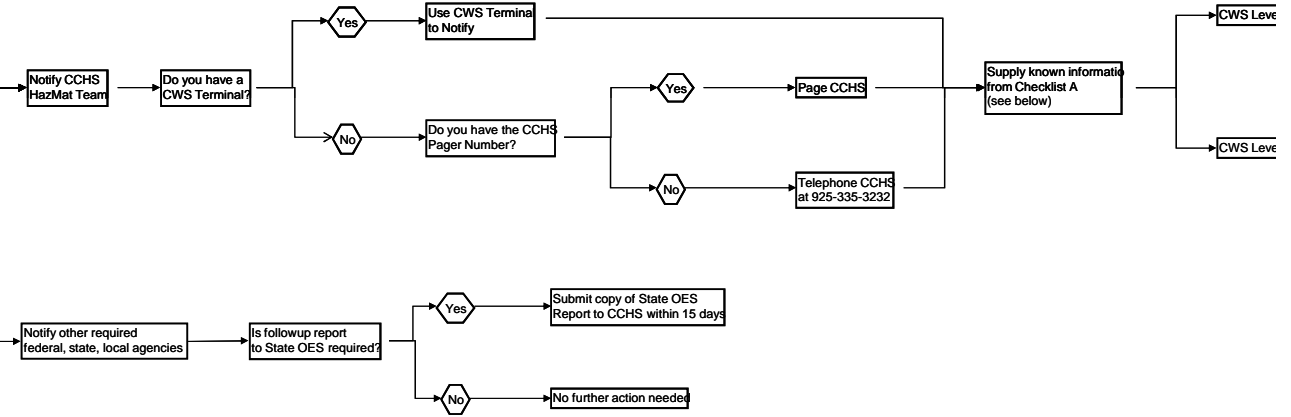 Notify CCHS
HazMat Team
Do you have a
CWS Terminal?
Yes
Use CWS Terminal
to Notify
No
Do you have the CCHS
Pager Number?
Yes
Page CCHS
No
Telephone CCHS
at 925-335-3232
Supply known informatio
from Checklist A
(see below)
CWS Leve
CWS Leve
Notify other required
federal, state, local agencies
Is followup report
to State OES required?
Yes
Submit copy of State OES
Report to CCHS within 15 days
No
No further action needed